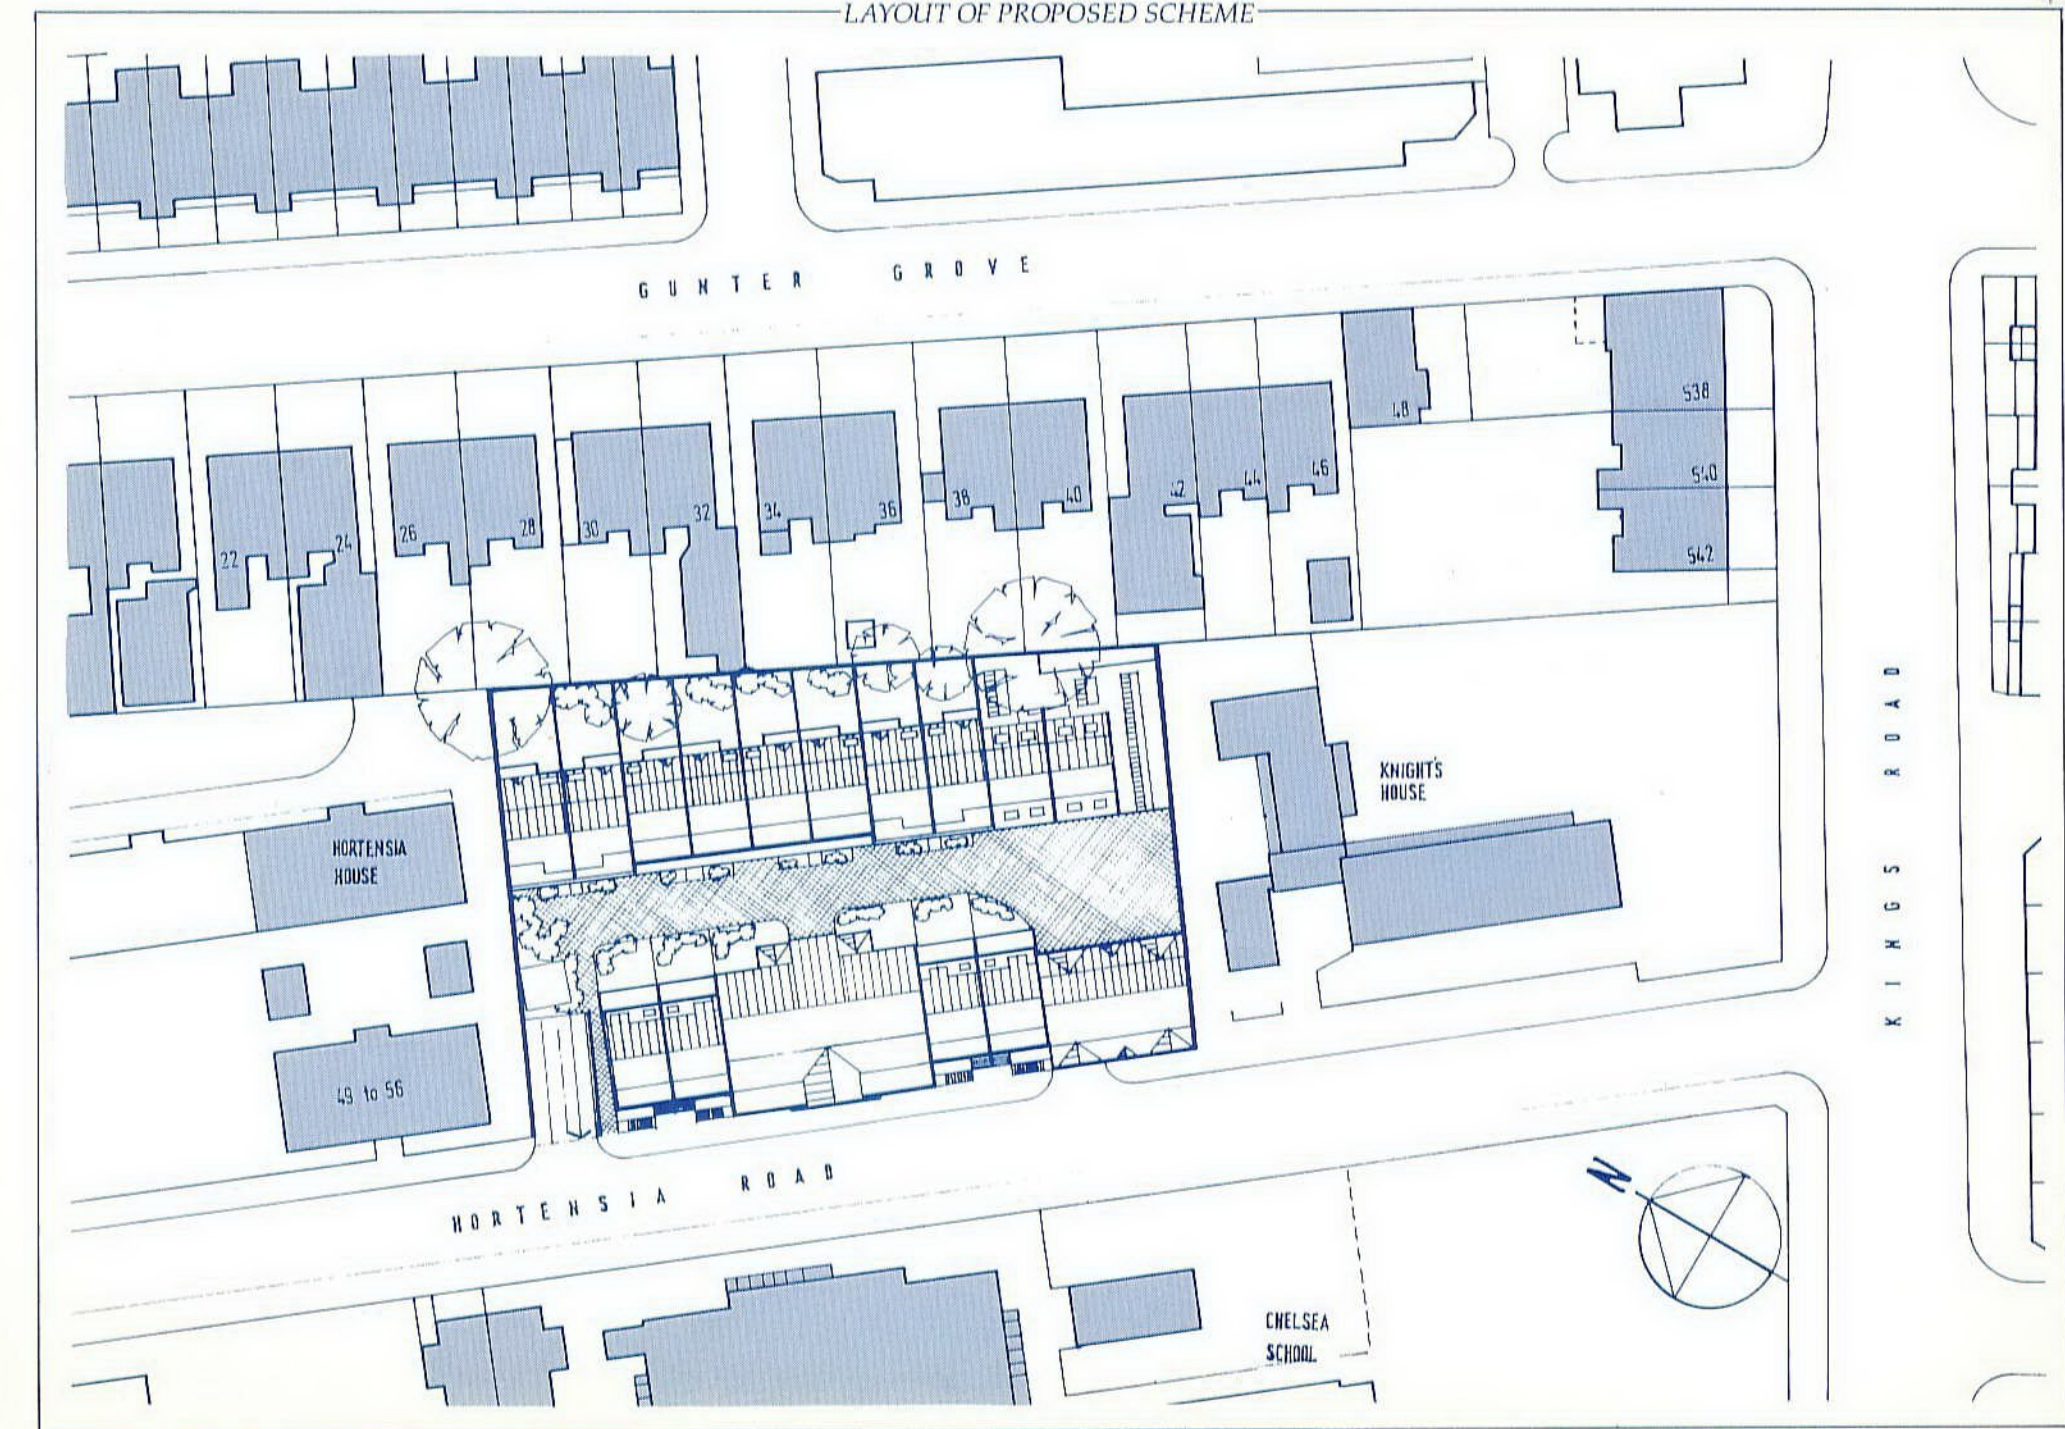 LAYOUT OF PROPOSED SCHEME
GUNTER GROVE
538
48
540
46
44
42
40
38
36
34
32
30
28
26
24
22
542
KNIGHT'S
HOUSE
HORTENSIA
HOUSE
KINGS ROAD
49 to 56
HORTENSIA ROAD
N
CHELSEA
SCHOOL